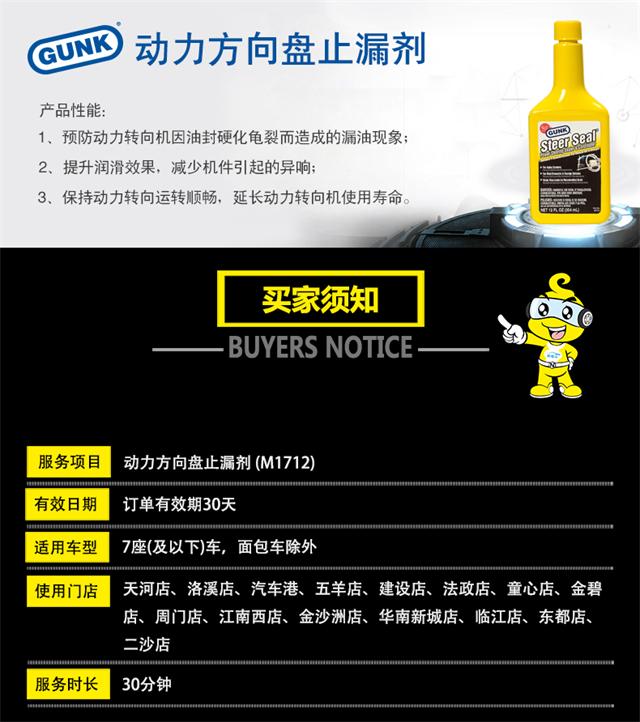 GUNK® 动力方向盘止漏剂
产品性能:
1、预防动力转向机因油封硬化龟裂而造成的漏油现象；
2、提升润滑效果，减少机件引起的异响；
3、保持动力转向运转顺畅，延长动力转向机使用寿命。
GUNK
Steer Seal
NET 12 FL OZ (354 mL)
买家须知
BUYERS NOTICE
服务项目 动力方向盘止漏剂 (M1712)
有效日期 订单有效期30天
适用车型 7座(及以下)车，面包车除外
使用门店 天河店、洛溪店、汽车港、五羊店、建设店、法政店、童心店、金碧
店、周门店、江南西店、金沙洲店、华南新城店、临江店、东都店、
二沙店
服务时长 30分钟